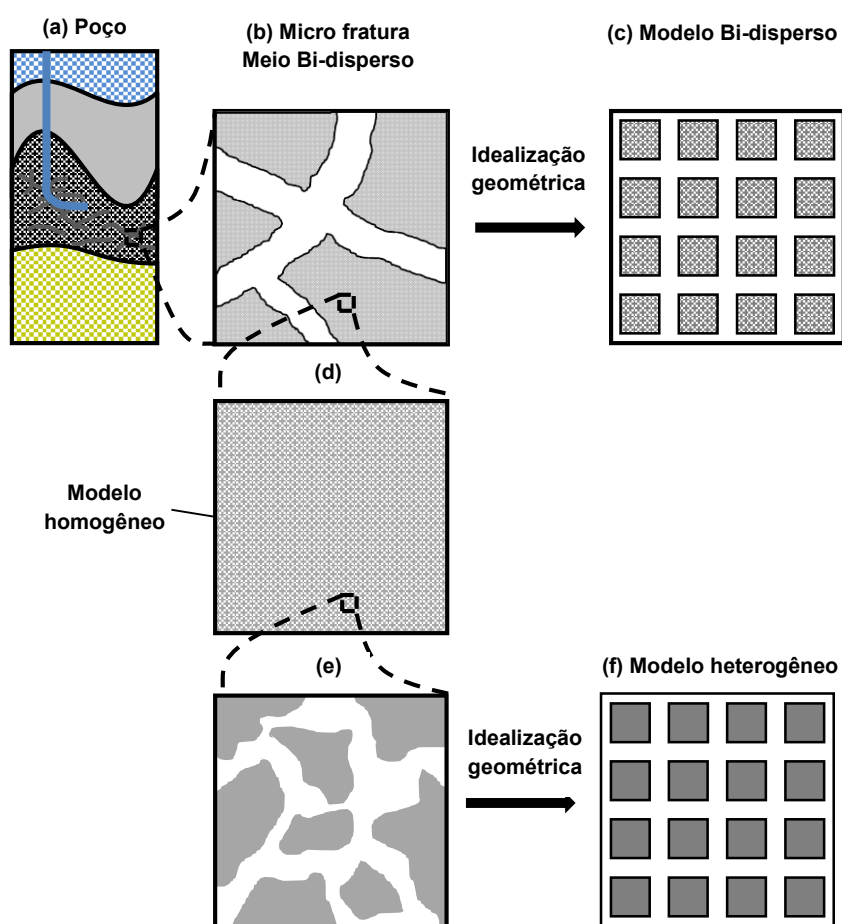 (a) Poço
(b) Micro fratura
Meio Bi-disperso
(c) Modelo Bi-disperso
Idealização
geométrica
(d)
Modelo
homogêneo
(e)
(f) Modelo heterogêneo
Idealização
geométrica